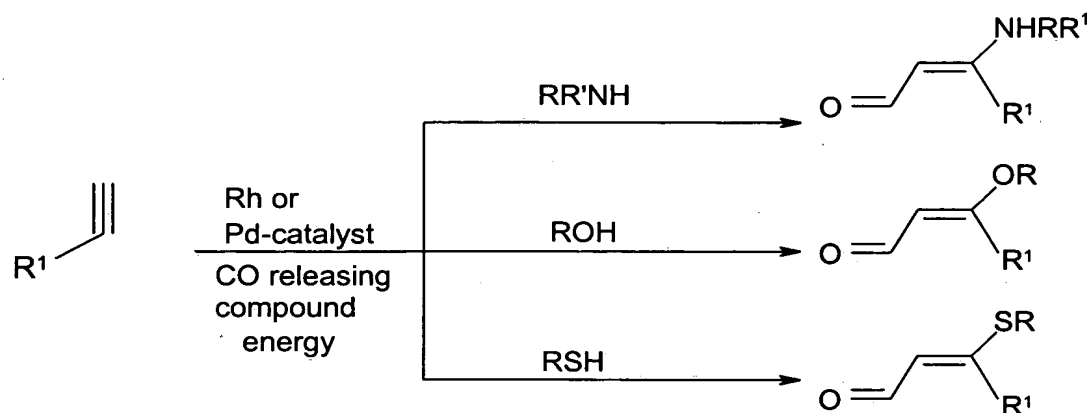 NHRR¹
O
R¹
RR'NH
Rh or
Pd-catalyst
CO releasing
compound
energy
R¹
ROH
OR
O
R¹
RSH
SR
O
R¹